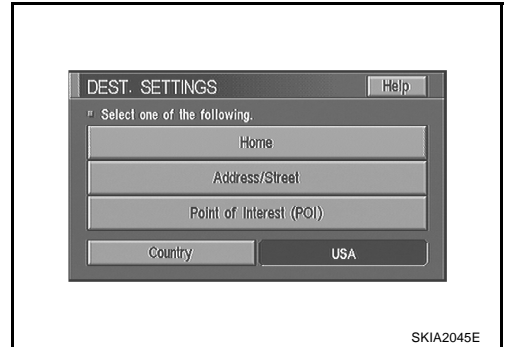 DEST. SETTINGS Help
Select one of the following.
Home
Address/Street
Point of Interest (POI)
Country USA
SKIA2045E